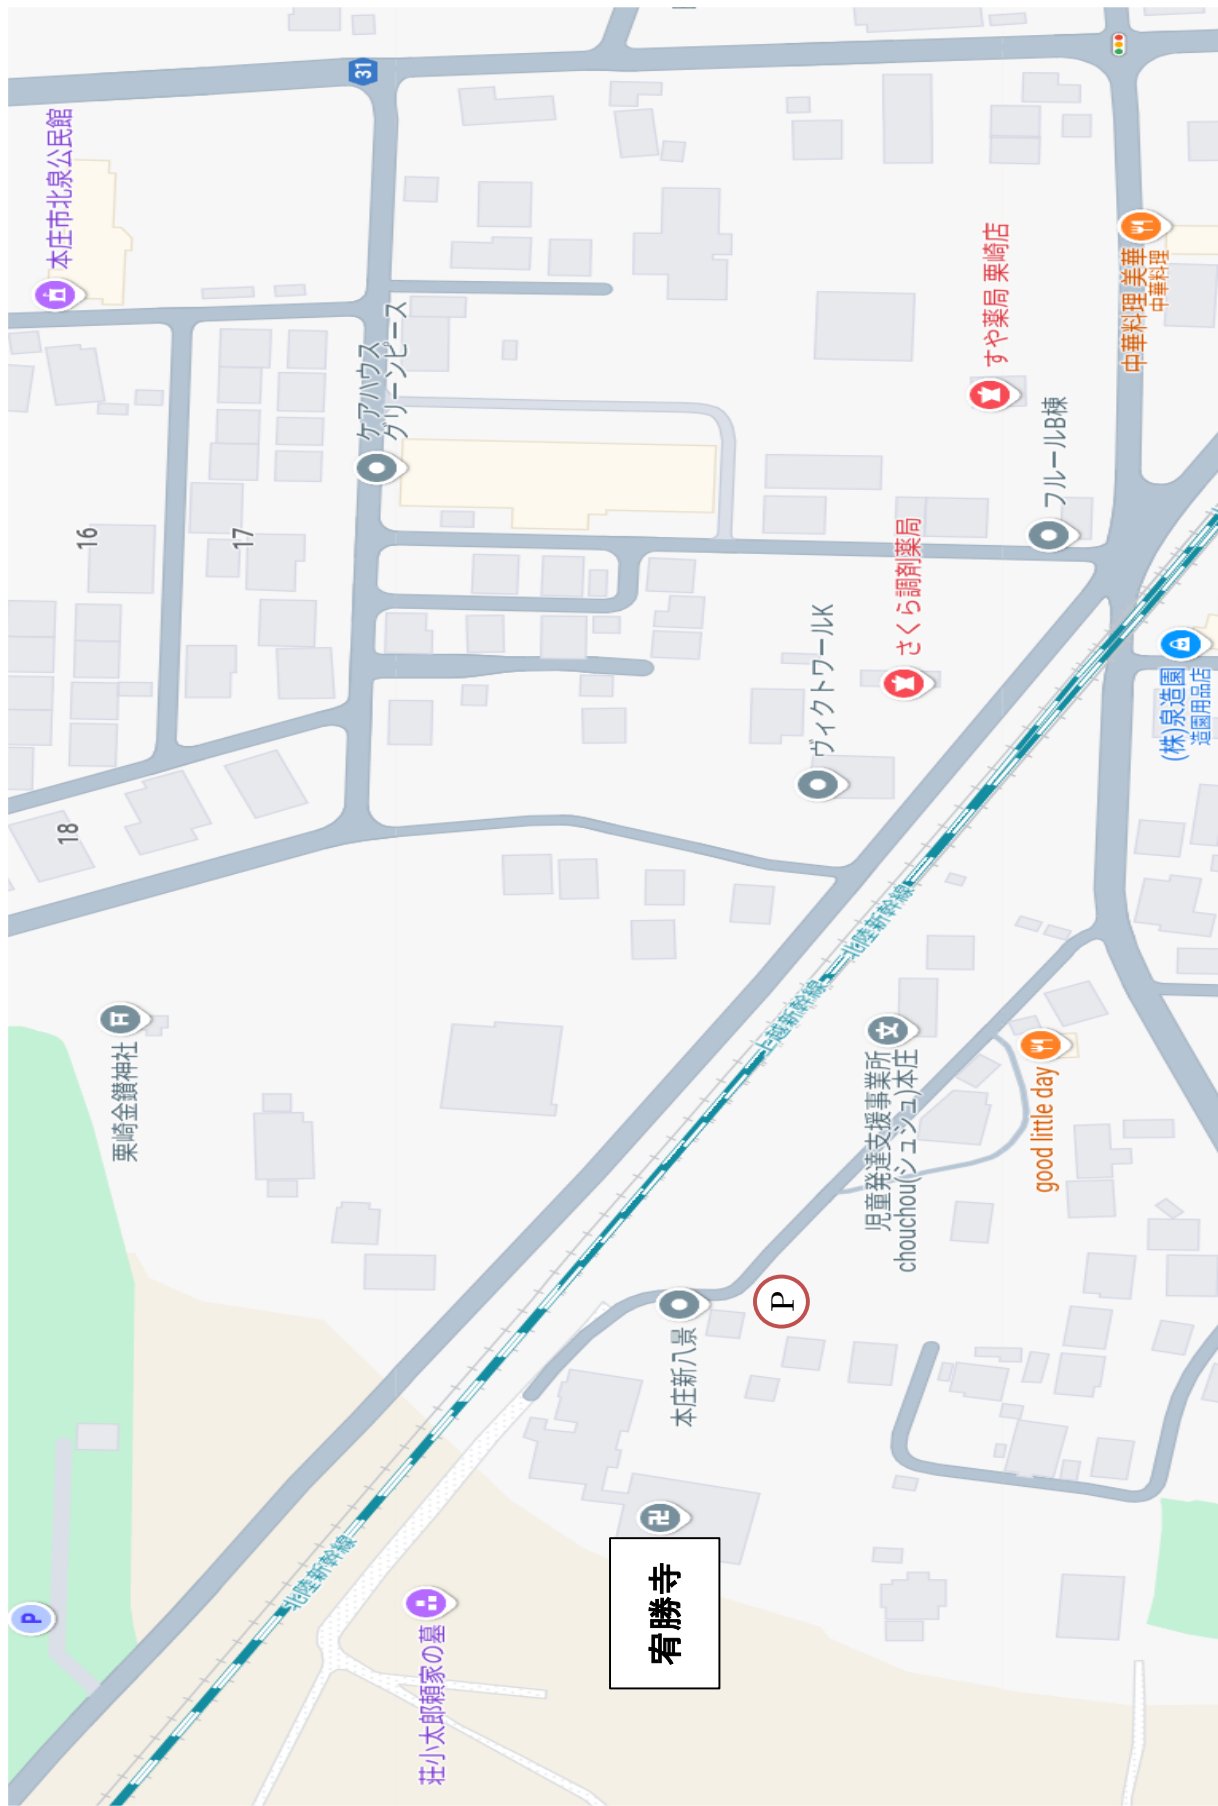 31
本庄市北泉公民館
16
17
18
ケアハウス
グリーンピース
すや薬局 栗崎店
中華料理 美華
中華料理
フルールB棟
さくら調剤薬局
ヴィクトワールK
(株)泉造園
造園用品店
栗崎金鑚神社
北陸新幹線
上越新幹線
児童発達支援事業所
chouchou(シュシュ)本庄
good little day
P
本庄新八景
宥勝寺
北陸新幹線
荘小太郎頼家の墓
P